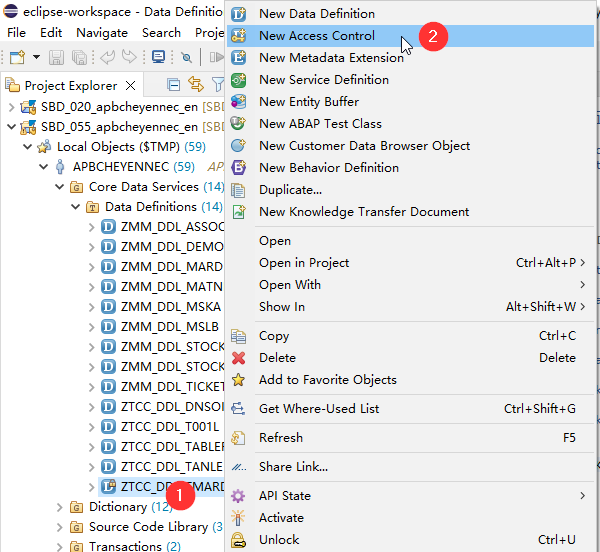 eclipse-workspace - Data Definitio
File Edit Navigate Search Project
Project Explorer
SBD_020_apbcheyennec_en [SBD
SBD_055_apbcheyennec_en [SBD
Local Objects ($TMP) (59)
APBCHEYENNEC (59) AP
Core Data Services (14)
Data Definitions (14)
ZMM_DDL_ASSOC
ZMM_DDL_DEMO
ZMM_DDL_MARD
ZMM_DDL_MATN
ZMM_DDL_MSKA
ZMM_DDL_MSLB
ZMM_DDL_STOCK
ZMM_DDL_STOCK
ZMM_DDL_TICKET
ZTCC_DDL_DNSOI
ZTCC_DDL_T001L
ZTCC_DDL_TABLEF
ZTCC_DDL_TANLE
ZTCC_DD
EMARD
1
Dictionary (12)
Source Code Library (3
Transactions (2)
New Data Definition
New Access Control
2
New Metadata Extension
New Service Definition
New Entity Buffer
New ABAP Test Class
New Customer Data Browser Object
New Behavior Definition
Duplicate...
New Knowledge Transfer Document
Open
Open in Project Ctrl+Alt+P >
Open With >
Show In Alt+Shift+W >
Copy Ctrl+C
Delete Delete
Add to Favorite Objects
Get Where-Used List Ctrl+Shift+G
Refresh F5
Share Link...
API State >
Activate
Unlock Ctrl+U